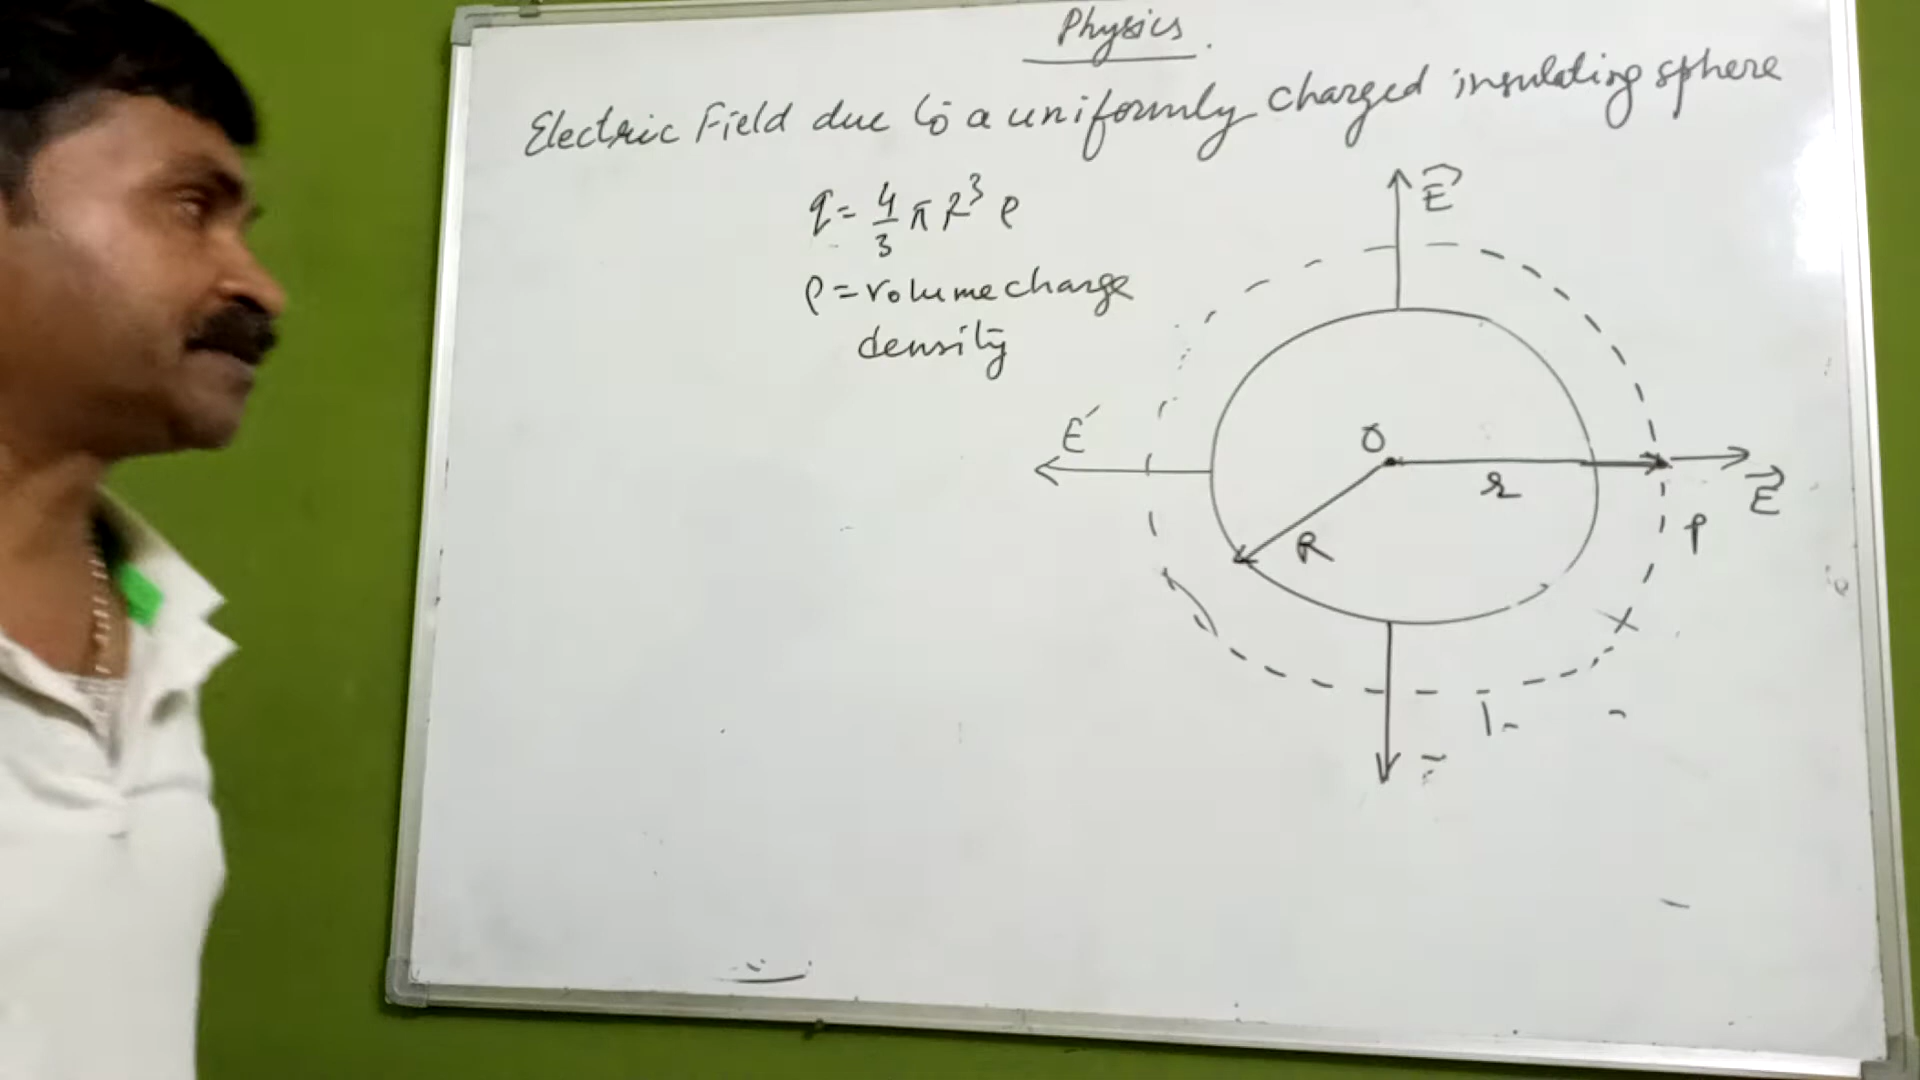 Physics
Electric Field due to a uniformly charged insulating sphere
q = 4/3 π R³ ρ
ρ = volume charge
density
E
E
O
r
E
R
P